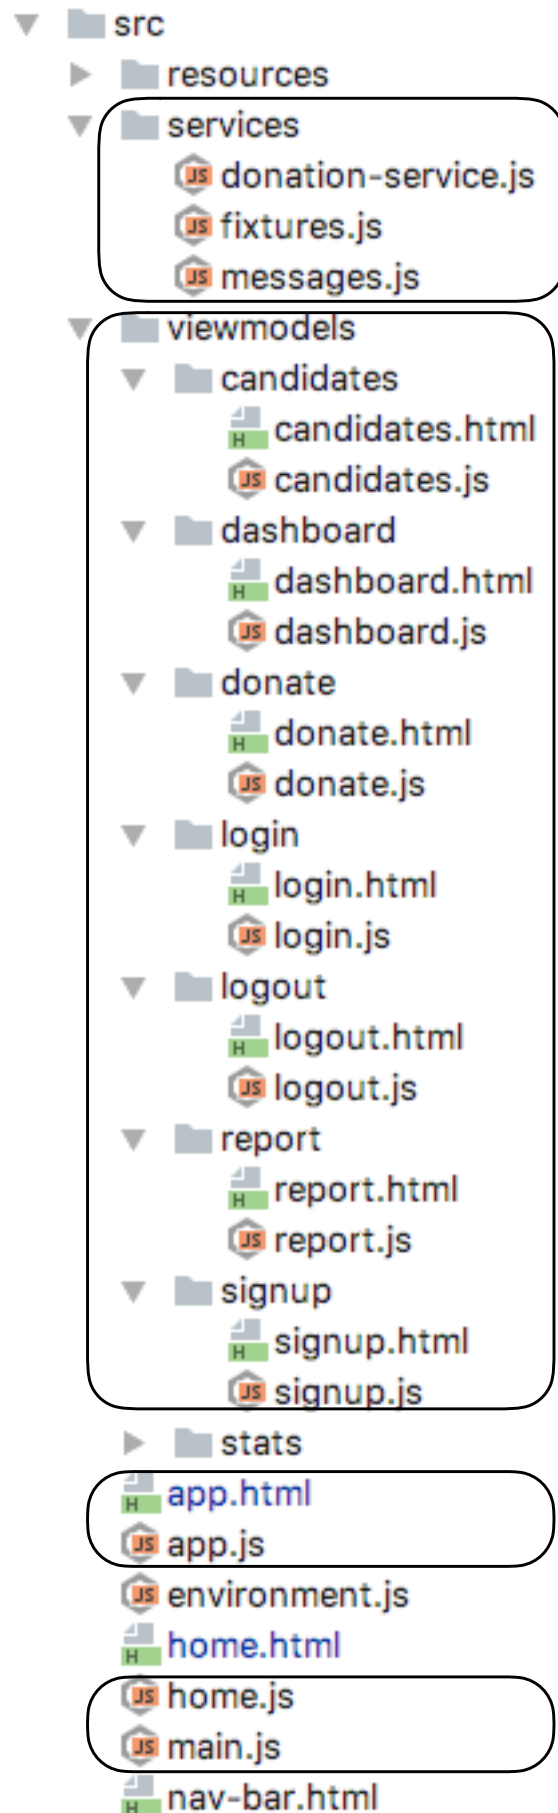 src
resources
services
donation-service.js
fixtures.js
messages.js
viewmodels
candidates
candidates.html
candidates.js
dashboard
dashboard.html
dashboard.js
donate
donate.html
donate.js
login
login.html
login.js
logout
logout.html
logout.js
report
report.html
report.js
signup
signup.html
signup.js
stats
app.html
app.js
environment.js
home.html
home.js
main.js
nav-bar.html